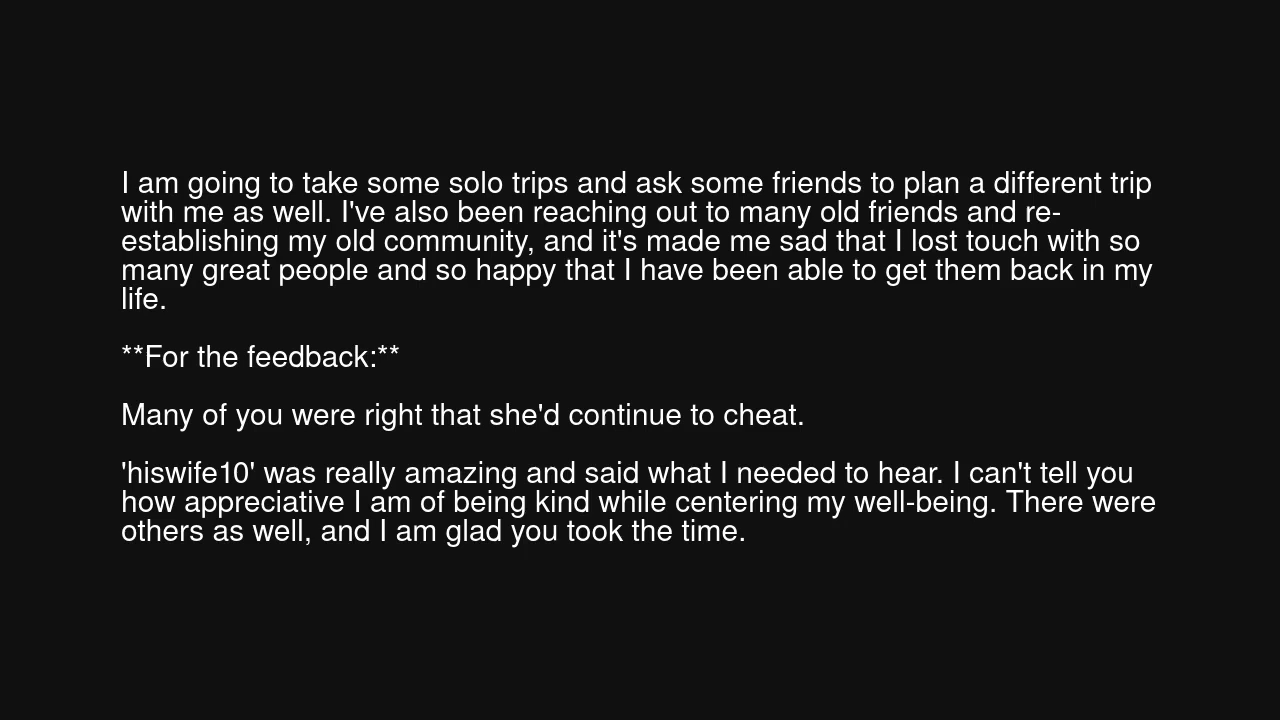 I am going to take some solo trips and ask some friends to plan a different trip
with me as well. I've also been reaching out to many old friends and re-
establishing my old community, and it's made me sad that I lost touch with so
many great people and so happy that I have been able to get them back in my
life.
**For the feedback:**
Many of you were right that she'd continue to cheat.
'hiswife10' was really amazing and said what I needed to hear. I can't tell you
how appreciative I am of being kind while centering my well-being. There were
others as well, and I am glad you took the time.